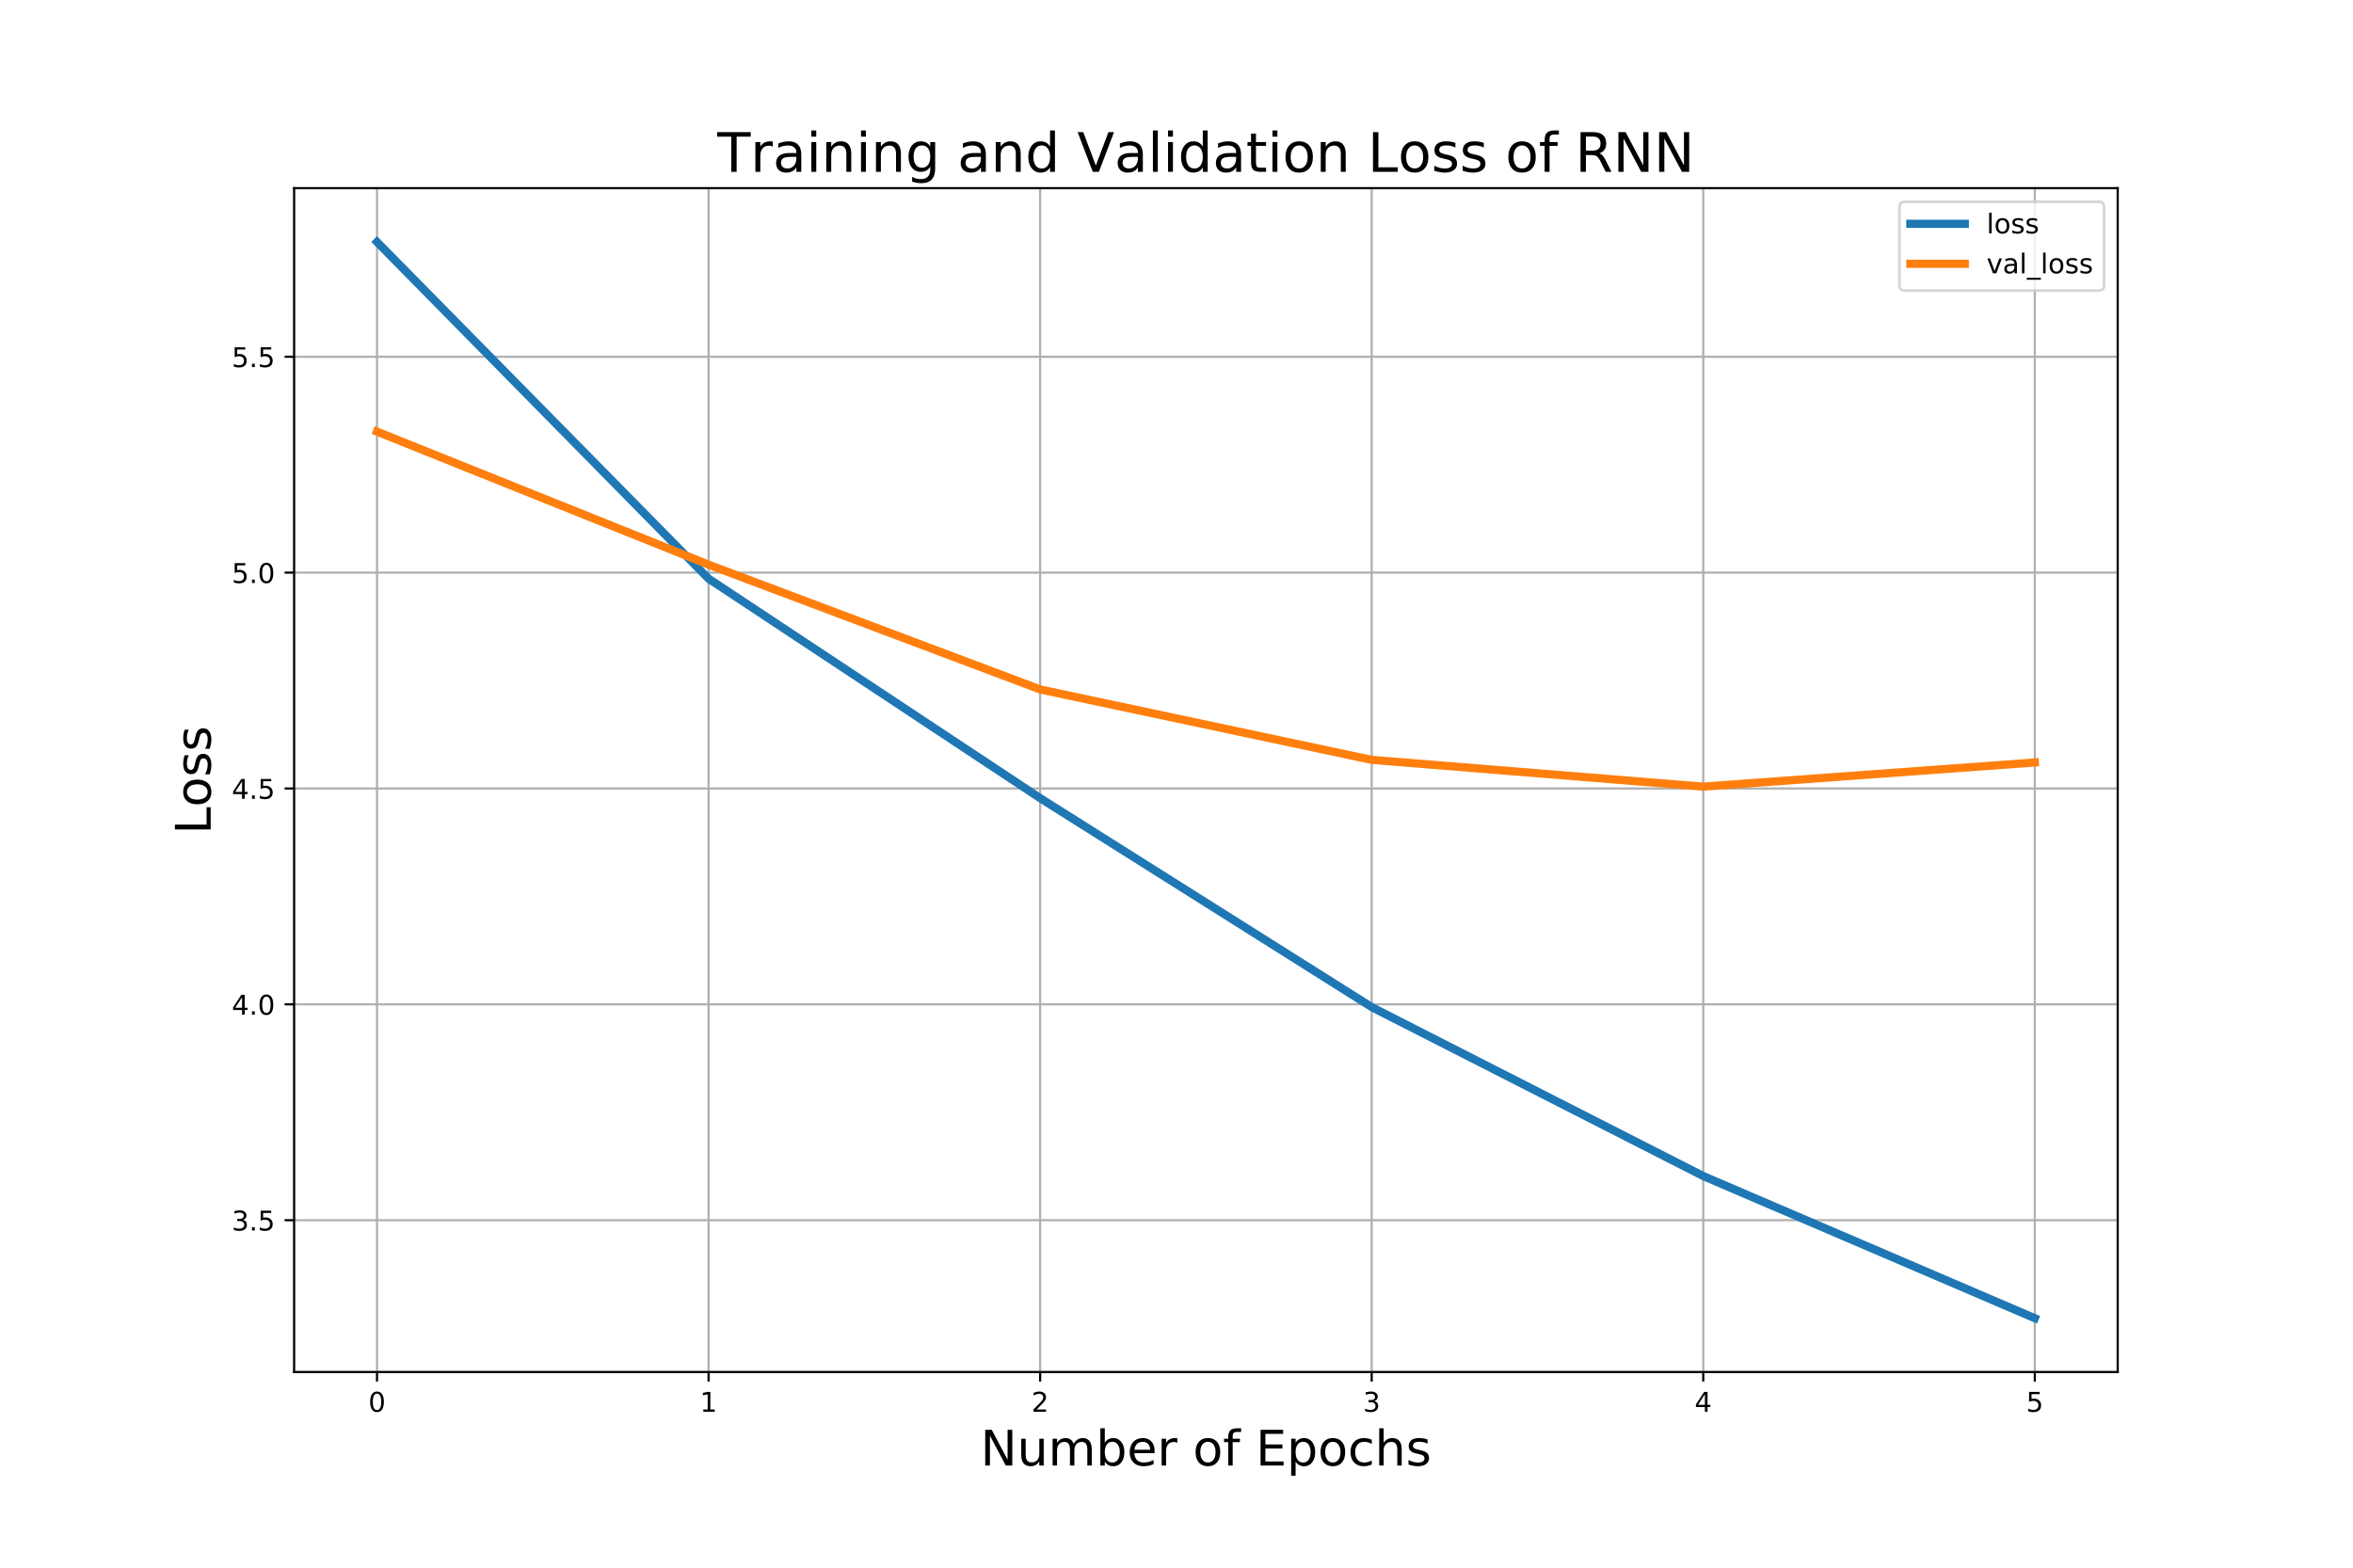 Training and Validation Loss of RNN
loss
val_loss
5.5
5.0
4.5
4.0
3.5
Loss
0 1 2 3 4 5
Number of Epochs